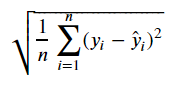 √(1/n ∑_{i=1}^{n} (y_i − ŷ_i)²)